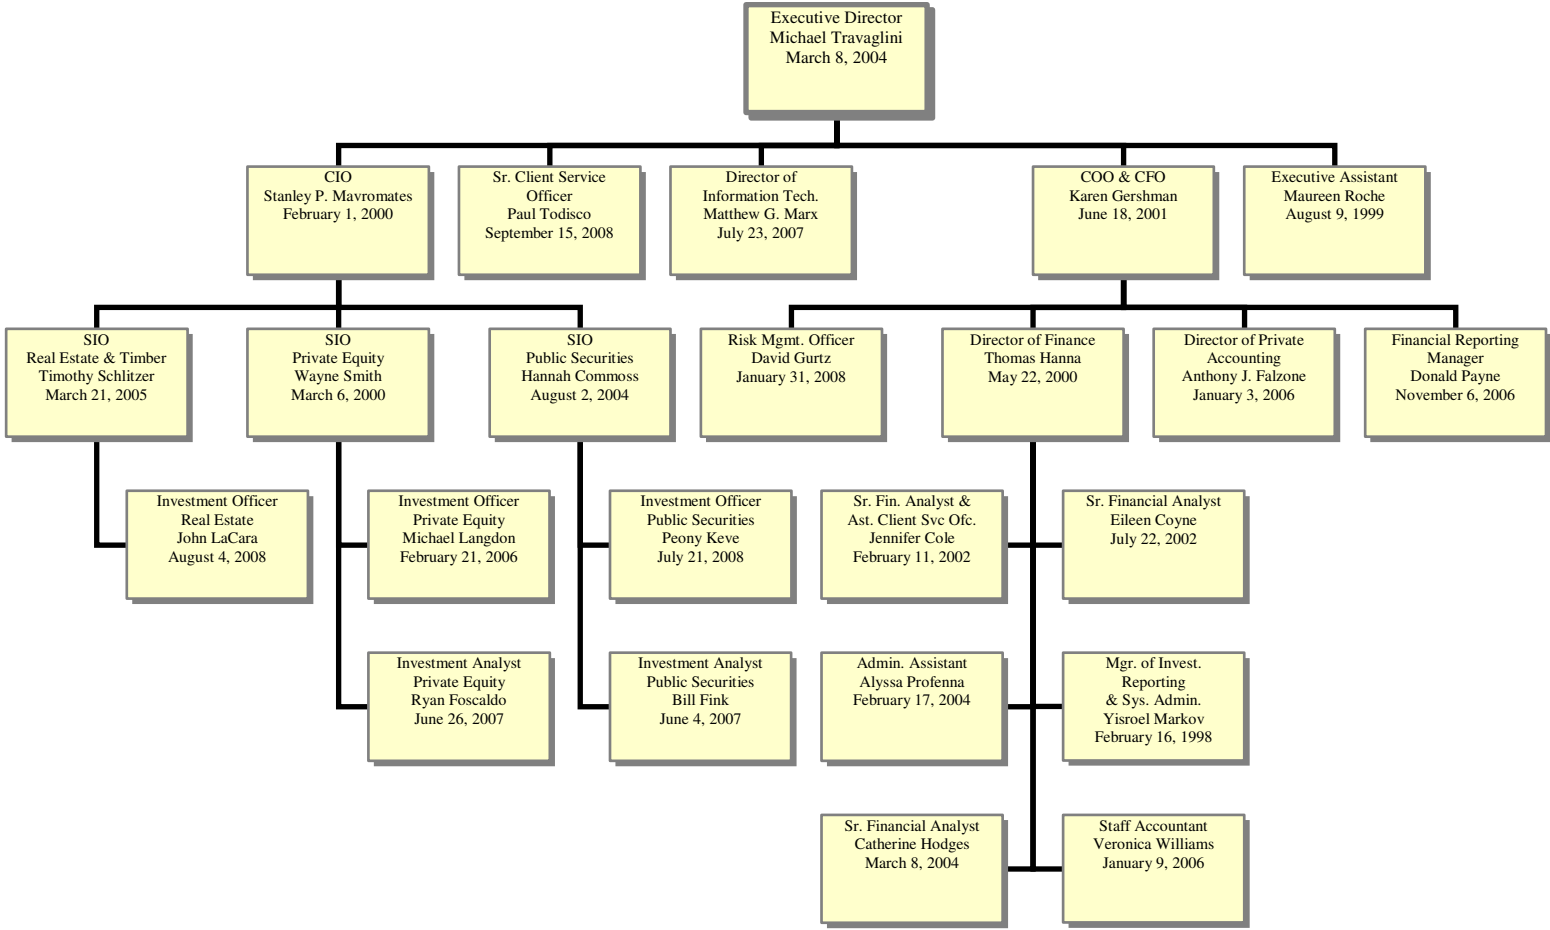 Executive Director
Michael Travaglini
March 8, 2004
CIO
Stanley P. Mavromates
February 1, 2000
Sr. Client Service
Officer
Paul Todisco
September 15, 2008
Director of
Information Tech.
Matthew G. Marx
July 23, 2007
COO & CFO
Karen Gershman
June 18, 2001
Executive Assistant
Maureen Roche
August 9, 1999
SIO
Real Estate & Timber
Timothy Schlitzer
March 21, 2005
SIO
Private Equity
Wayne Smith
March 6, 2000
SIO
Public Securities
Hannah Commoss
August 2, 2004
Risk Mgmt. Officer
David Gurtz
January 31, 2008
Director of Finance
Thomas Hanna
May 22, 2000
Director of Private
Accounting
Anthony J. Falzone
January 3, 2006
Financial Reporting
Manager
Donald Payne
November 6, 2006
Investment Officer
Real Estate
John LaCara
August 4, 2008
Investment Officer
Private Equity
Michael Langdon
February 21, 2006
Investment Officer
Public Securities
Peony Keve
July 21, 2008
Sr. Fin. Analyst &
Ast. Client Svc Ofc.
Jennifer Cole
February 11, 2002
Sr. Financial Analyst
Eileen Coyne
July 22, 2002
Investment Analyst
Private Equity
Ryan Foscaldo
June 26, 2007
Investment Analyst
Public Securities
Bill Fink
June 4, 2007
Admin. Assistant
Alyssa Profenna
February 17, 2004
Mgr. of Invest.
Reporting
& Sys. Admin.
Yisroel Markov
February 16, 1998
Sr. Financial Analyst
Catherine Hodges
March 8, 2004
Staff Accountant
Veronica Williams
January 9, 2006